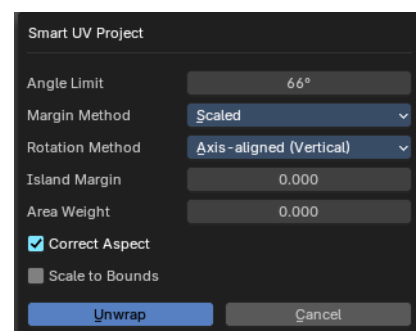 Smart UV Project
Angle Limit 66°
Margin Method Scaled
Rotation Method Axis-aligned (Vertical)
Island Margin 0.000
Area Weight 0.000
Correct Aspect
Scale to Bounds
Unwrap Cancel